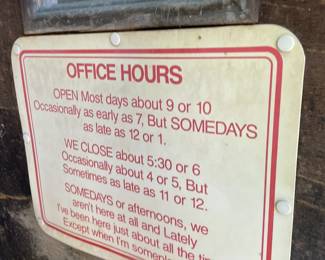 OFFICE HOURS
OPEN Most days about 9 or 10
Occasionally as early as 7, But SOMEDAYS
as late as 12 or 1.
WE CLOSE about 5:30 or 6
Occasionally about 4 or 5, But
Sometimes as late as 11 or 12.
SOMEDAYS or afternoons, we
aren't here at all and Lately
I've been here just about all the
Except when I'm